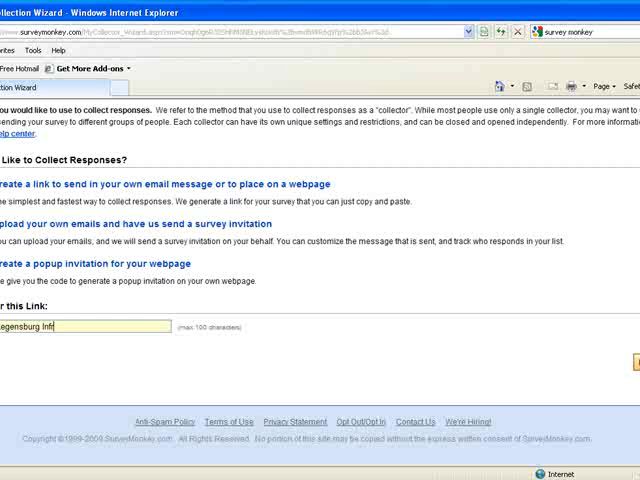 ollection Wizard - Windows Internet Explorer
survey monkey
orites Tools Help
Free Hotmail Get More Add-ons
tion Wizard
Page Safet
ou would like to use to collect responses. We refer to the method that you use to collect responses as a "collector". While most people use only a single collector, you may want to
sending your survey to different groups of people. Each collector can have its own unique settings and restrictions, and can be closed and opened independently. For more informati
elp center.
Like to Collect Responses?
reate a link to send in your own email message or to place on a webpage
he simplest and fastest way to collect responses. We generate a link for your survey that you can just copy and paste.
pload your own emails and have us send a survey invitation
ou can upload your emails, and we will send a survey invitation on your behalf. You can customize the message that is sent, and track who responds in your list.
reate a popup invitation for your webpage
e give you the code to generate a popup invitation on your own webpage.
r this Link:
egensburg Infr
(max 100 characters)
Anti-Spam Policy Terms of Use Privacy Statement Opt Out/Opt In Contact Us We're Hiring!
Copyright ©1999-2009 SurveyMonkey.com. All Rights Reserved. No portion of this site may be copied without the express written consent of SurveyMonkey.com.
Internet